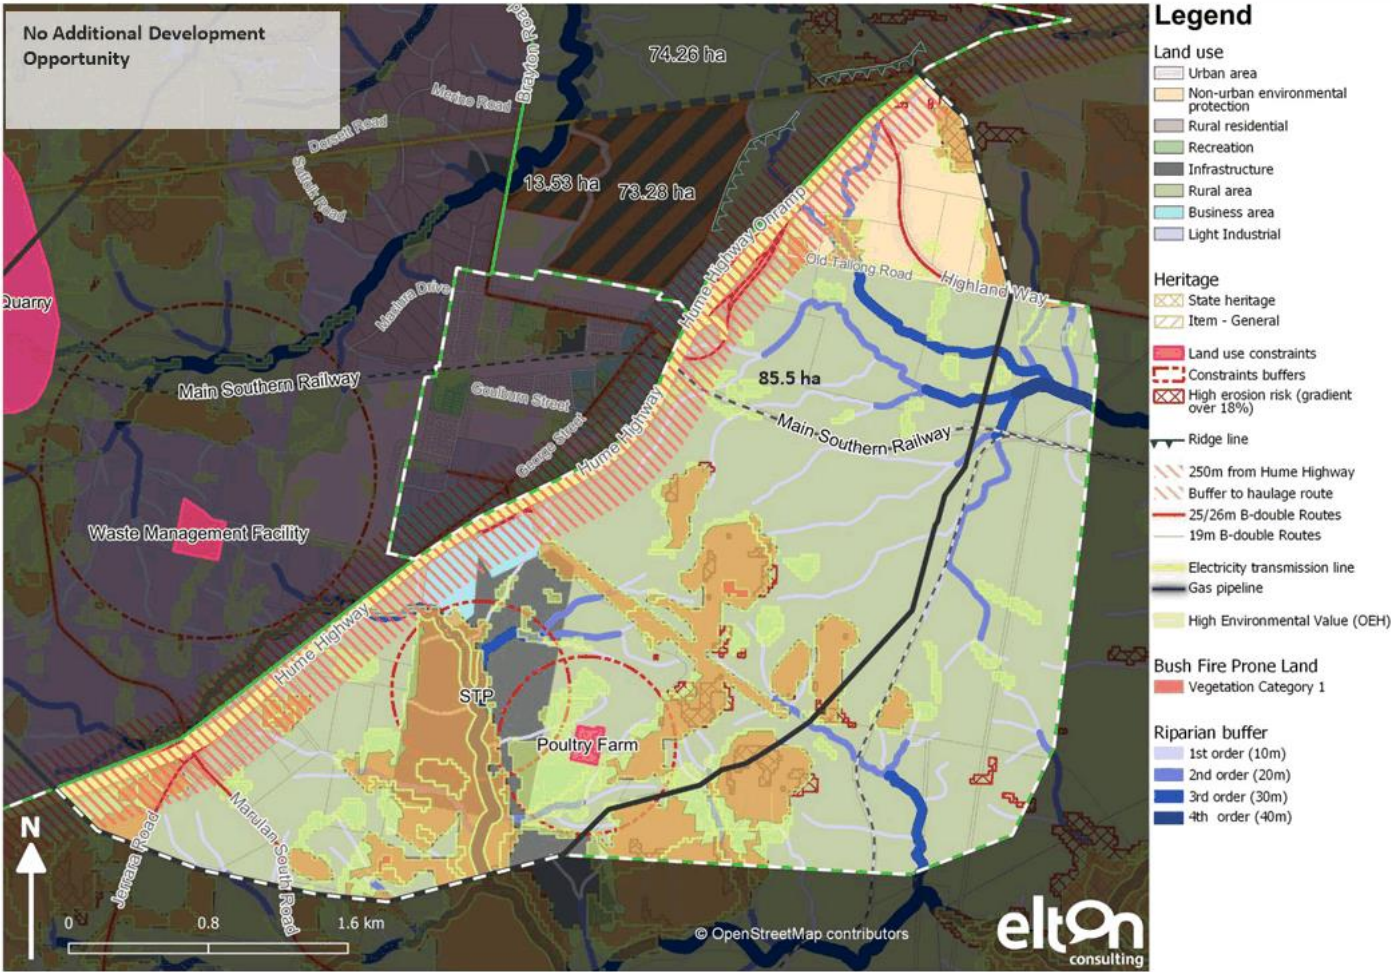 No Additional Development
Opportunity
Brayton Road
74.26 ha
Merino Road
Dorsett Road
Suffolk Road
13.53 ha
73.28 ha
Hume Highway Onramp
Old Tallong Road
Highland Way
Quarry
Maniara Drive
Main Southern Railway
85.5 ha
Goulburn Street
George Street
Hume Highway
Main Southern Railway
Waste Management Facility
Hume Highway
STP
Poultry Farm
Jerrara Road
Marulan South Road
N
0 0.8 1.6 km
© OpenStreetMap contributors
elton
consulting
Legend
Land use
Urban area
Non-urban environmental
protection
Rural residential
Recreation
Infrastructure
Rural area
Business area
Light Industrial
Heritage
State heritage
Item - General
Land use constraints
Constraints buffers
High erosion risk (gradient
over 18%)
Ridge line
250m from Hume Highway
Buffer to haulage route
25/26m B-double Routes
19m B-double Routes
Electricity transmission line
Gas pipeline
High Environmental Value (OEH)
Bush Fire Prone Land
Vegetation Category 1
Riparian buffer
1st order (10m)
2nd order (20m)
3rd order (30m)
4th order (40m)